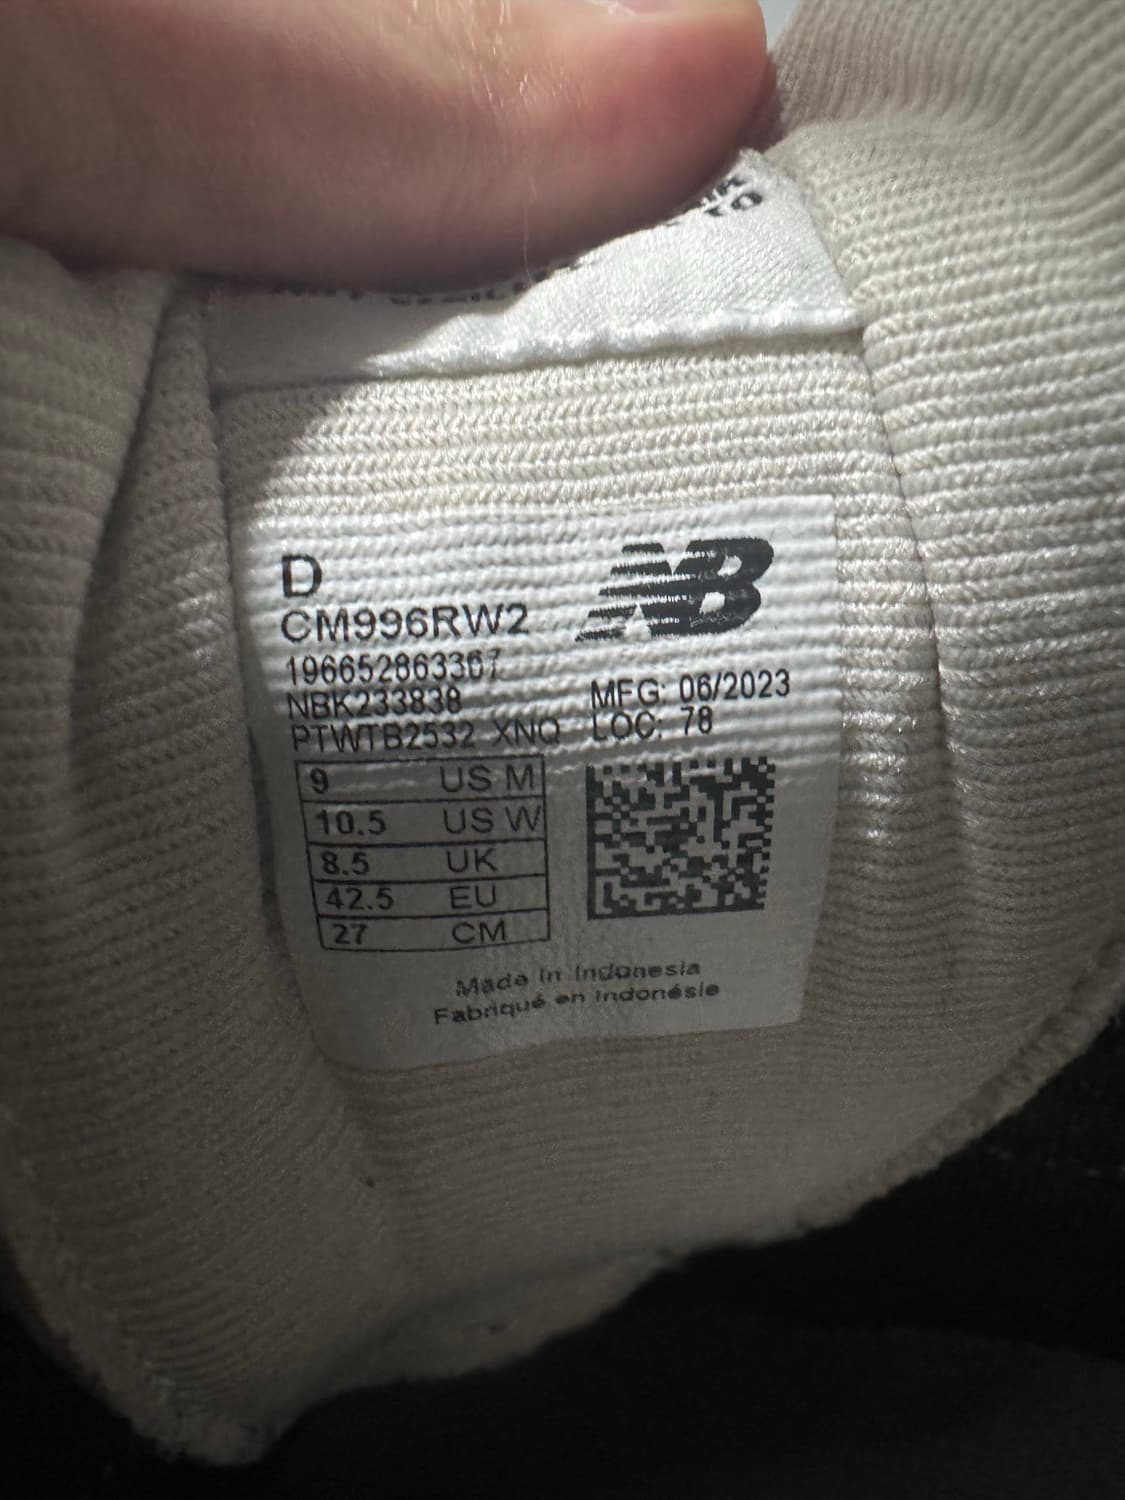 D
CM996RW2
NB
196652863367
NBK233838
MFG: 06/2023
PTWTB2532 XNQ
LOC: 78
9 US M
10.5 US W
8.5 UK
42.5 EU
27 CM
Made in Indonesia
Fabriqué en Indonésie